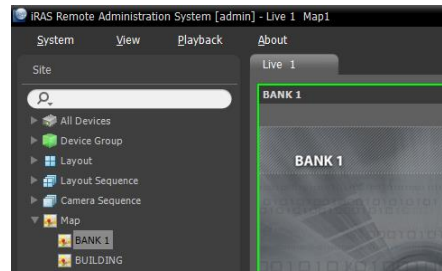 iRAS Remote Administration System [admin] - Live 1 Map1
System View Playback About
Site
Live 1
BANK 1
All Devices
Device Group
BANK 1
Layout
Layout Sequence
Camera Sequence
Map
BANK 1
BUILDING